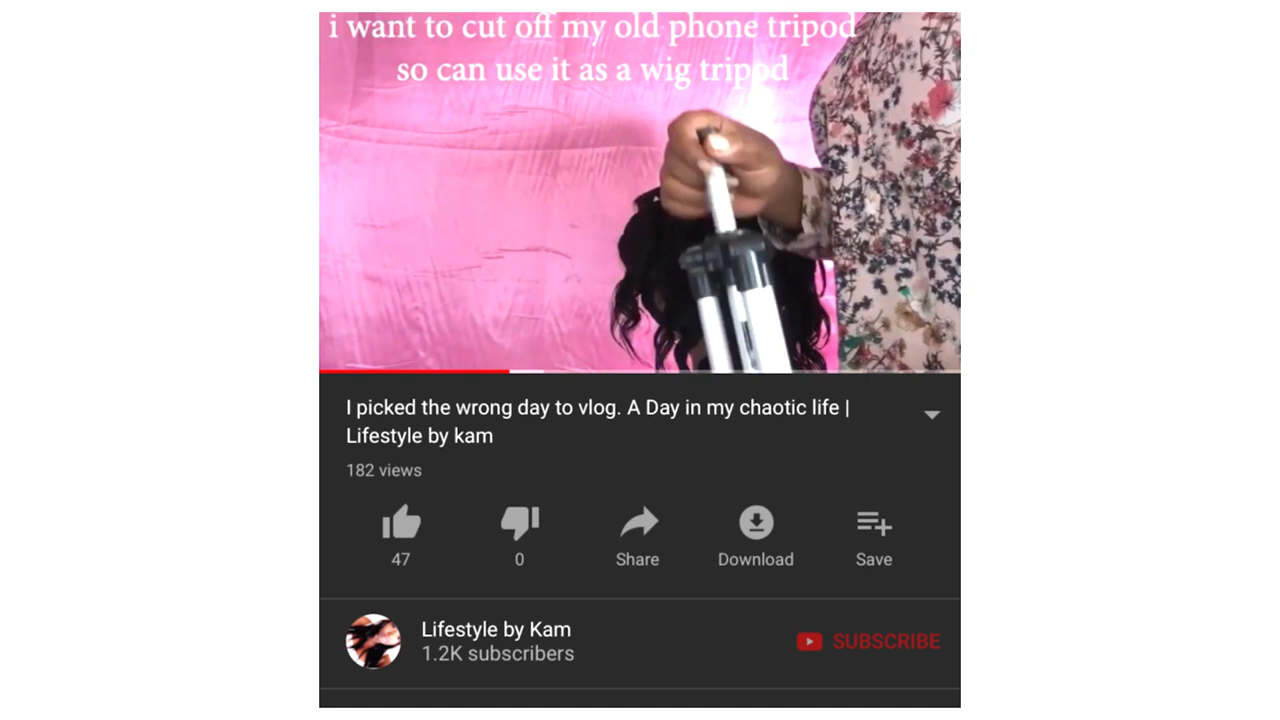 i want to cut off my old phone tripod
so can use it as a wig tripod
I picked the wrong day to vlog. A Day in my chaotic life |
Lifestyle by kam
182 views
47
0
Share
Download
Save
Lifestyle by Kam
1.2K subscribers
SUBSCRIBE